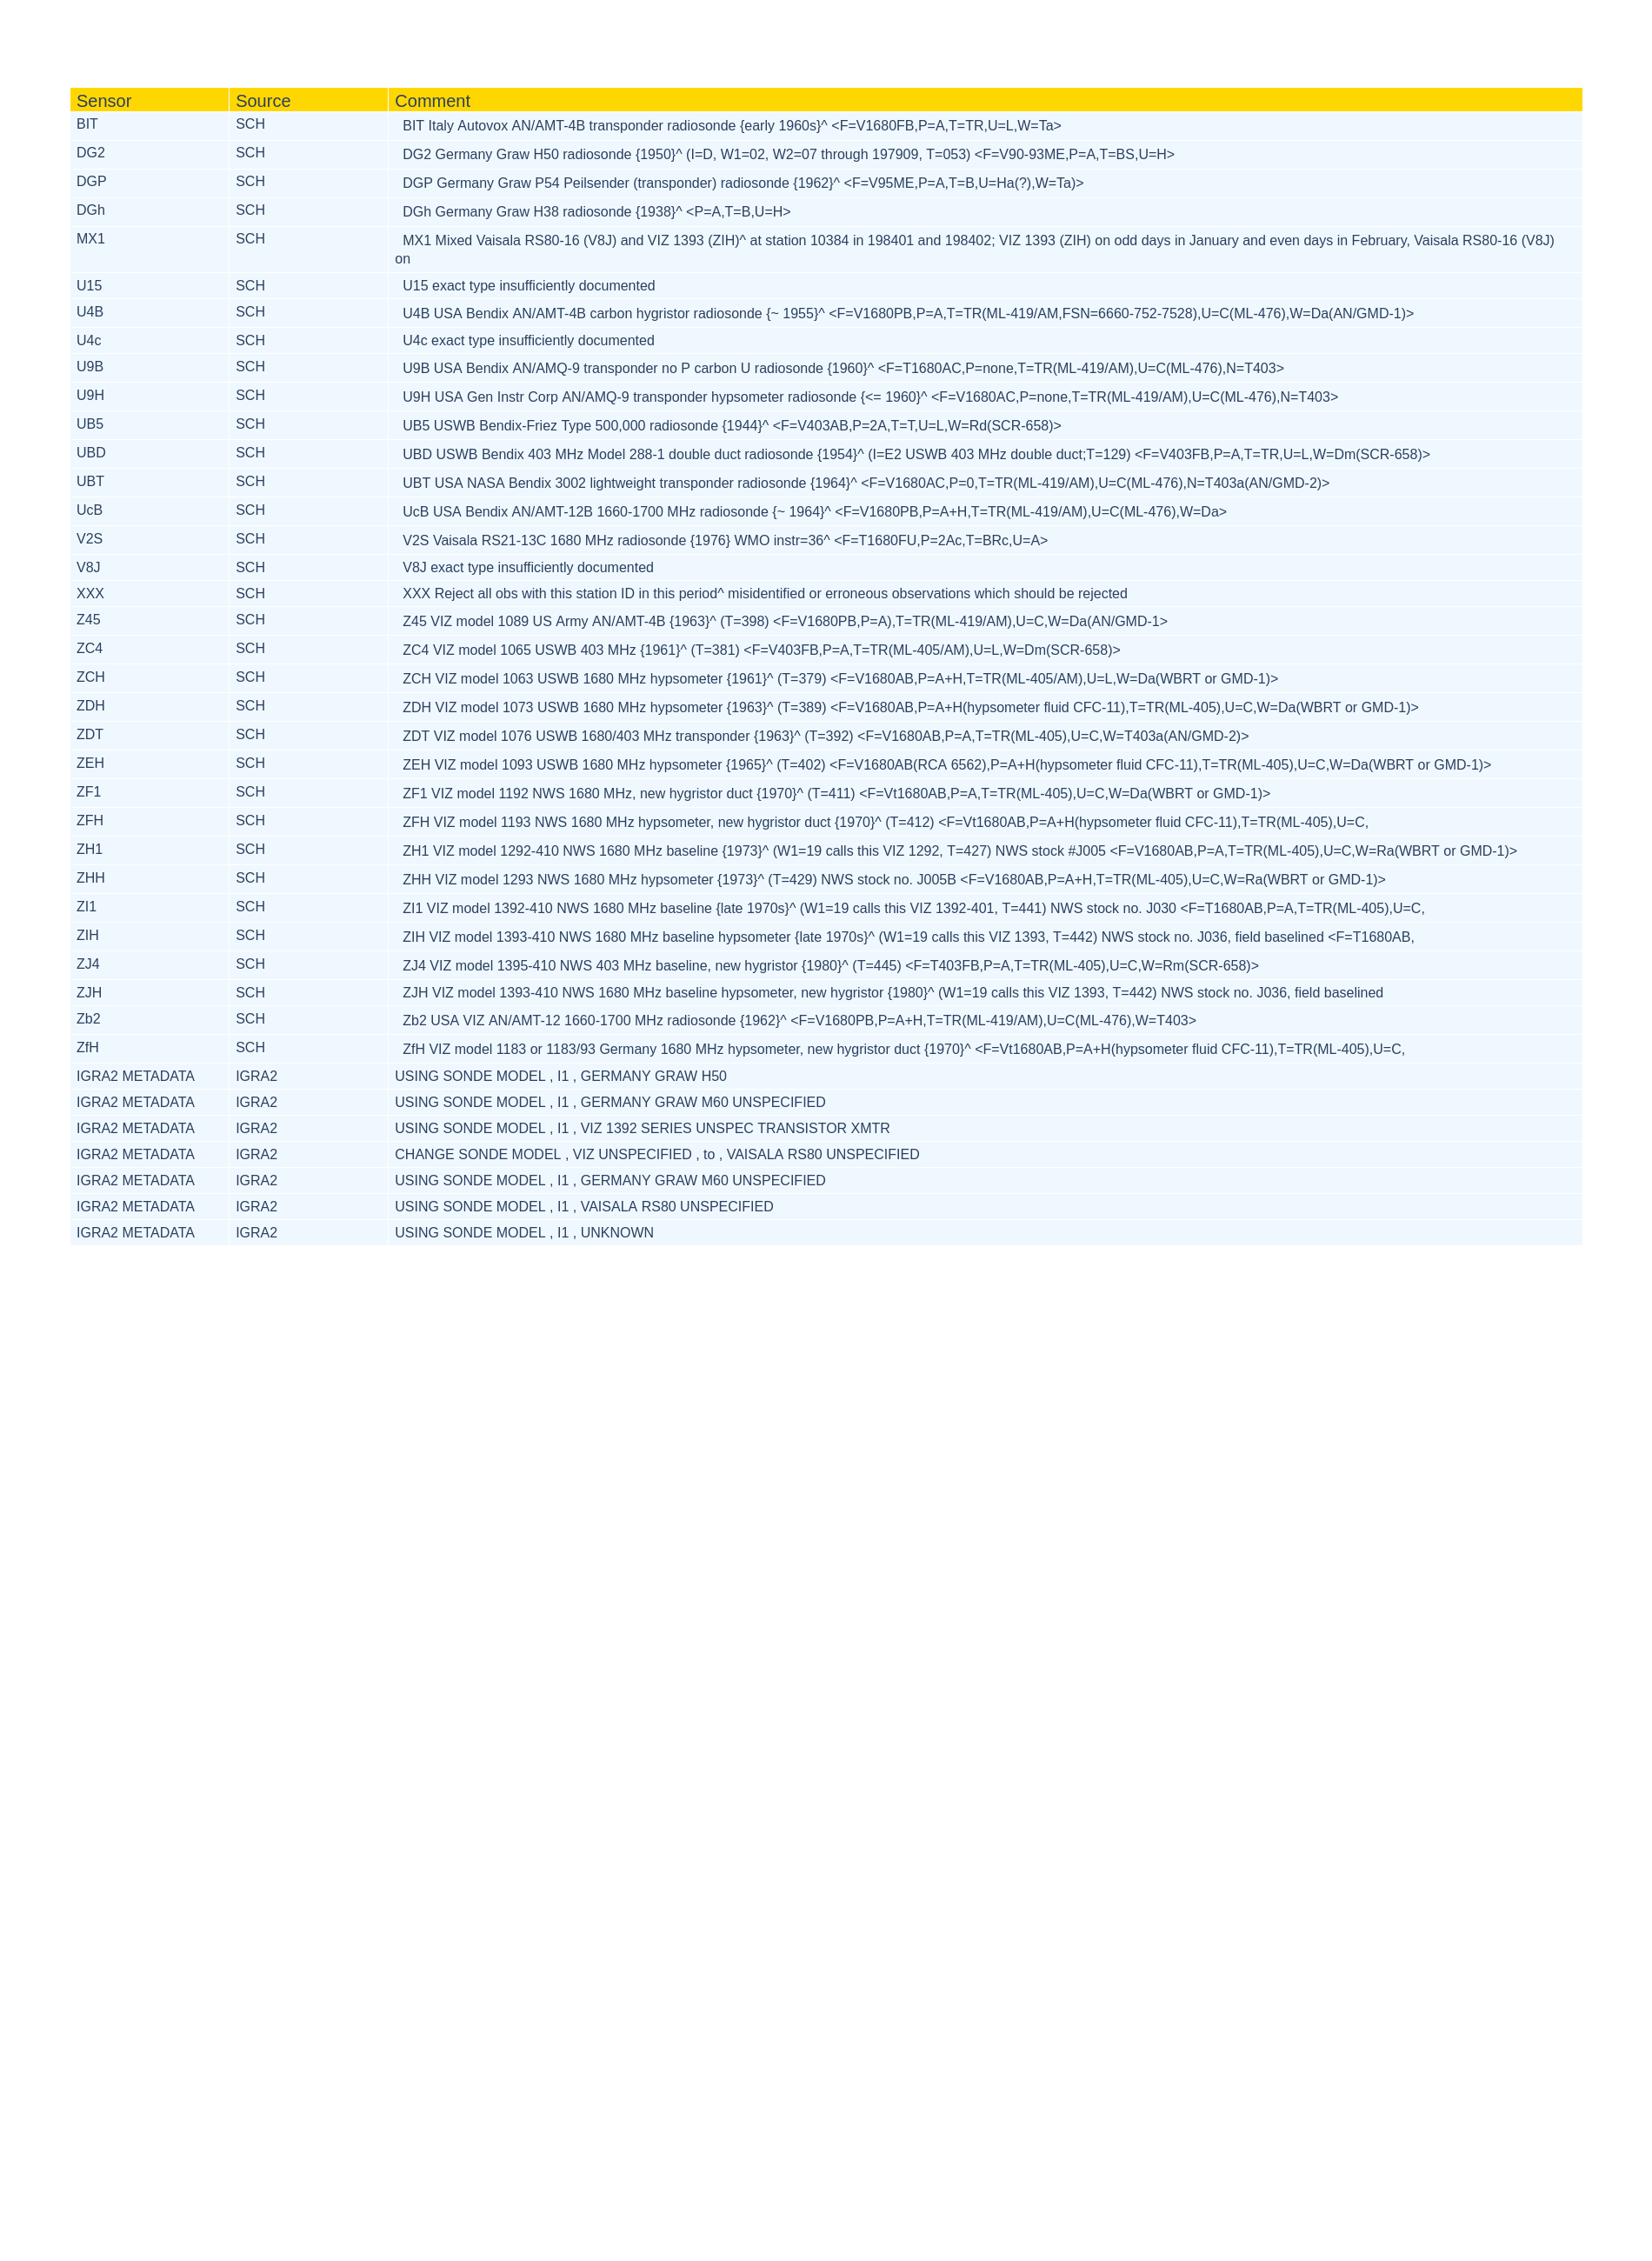 Sensor Source Comment
BIT SCH BIT Italy Autovox AN/AMT-4B transponder radiosonde {early 1960s}^ <F=V1680FB,P=A,T=TR,U=L,W=Ta>
DG2 SCH DG2 Germany Graw H50 radiosonde {1950}^ (I=D, W1=02, W2=07 through 197909, T=053) <F=V90-93ME,P=A,T=BS,U=H>
DGP SCH DGP Germany Graw P54 Peilsender (transponder) radiosonde {1962}^ <F=V95ME,P=A,T=B,U=Ha(?),W=Ta)>
DGh SCH DGh Germany Graw H38 radiosonde {1938}^ <P=A,T=B,U=H>
MX1 SCH MX1 Mixed Vaisala RS80-16 (V8J) and VIZ 1393 (ZIH)^ at station 10384 in 198401 and 198402; VIZ 1393 (ZIH) on odd days in January and even days in February, Vaisala RS80-16 (V8J)
on
U15 SCH U15 exact type insufficiently documented
U4B SCH U4B USA Bendix AN/AMT-4B carbon hygristor radiosonde {~ 1955}^ <F=V1680PB,P=A,T=TR(ML-419/AM,FSN=6660-752-7528),U=C(ML-476),W=Da(AN/GMD-1)>
U4c SCH U4c exact type insufficiently documented
U9B SCH U9B USA Bendix AN/AMQ-9 transponder no P carbon U radiosonde {1960}^ <F=T1680AC,P=none,T=TR(ML-419/AM),U=C(ML-476),N=T403>
U9H SCH U9H USA Gen Instr Corp AN/AMQ-9 transponder hypsometer radiosonde {<= 1960}^ <F=V1680AC,P=none,T=TR(ML-419/AM),U=C(ML-476),N=T403>
UB5 SCH UB5 USWB Bendix-Friez Type 500,000 radiosonde {1944}^ <F=V403AB,P=2A,T=T,U=L,W=Rd(SCR-658)>
UBD SCH UBD USWB Bendix 403 MHz Model 288-1 double duct radiosonde {1954}^ (I=E2 USWB 403 MHz double duct;T=129) <F=V403FB,P=A,T=TR,U=L,W=Dm(SCR-658)>
UBT SCH UBT USA NASA Bendix 3002 lightweight transponder radiosonde {1964}^ <F=V1680AC,P=0,T=TR(ML-419/AM),U=C(ML-476),N=T403a(AN/GMD-2)>
UcB SCH UcB USA Bendix AN/AMT-12B 1660-1700 MHz radiosonde {~ 1964}^ <F=V1680PB,P=A+H,T=TR(ML-419/AM),U=C(ML-476),W=Da>
V2S SCH V2S Vaisala RS21-13C 1680 MHz radiosonde {1976} WMO instr=36^ <F=T1680FU,P=2Ac,T=BRc,U=A>
V8J SCH V8J exact type insufficiently documented
XXX SCH XXX Reject all obs with this station ID in this period^ misidentified or erroneous observations which should be rejected
Z45 SCH Z45 VIZ model 1089 US Army AN/AMT-4B {1963}^ (T=398) <F=V1680PB,P=A),T=TR(ML-419/AM),U=C,W=Da(AN/GMD-1>
ZC4 SCH ZC4 VIZ model 1065 USWB 403 MHz {1961}^ (T=381) <F=V403FB,P=A,T=TR(ML-405/AM),U=L,W=Dm(SCR-658)>
ZCH SCH ZCH VIZ model 1063 USWB 1680 MHz hypsometer {1961}^ (T=379) <F=V1680AB,P=A+H,T=TR(ML-405/AM),U=L,W=Da(WBRT or GMD-1)>
ZDH SCH ZDH VIZ model 1073 USWB 1680 MHz hypsometer {1963}^ (T=389) <F=V1680AB,P=A+H(hypsometer fluid CFC-11),T=TR(ML-405),U=C,W=Da(WBRT or GMD-1)>
ZDT SCH ZDT VIZ model 1076 USWB 1680/403 MHz transponder {1963}^ (T=392) <F=V1680AB,P=A,T=TR(ML-405),U=C,W=T403a(AN/GMD-2)>
ZEH SCH ZEH VIZ model 1093 USWB 1680 MHz hypsometer {1965}^ (T=402) <F=V1680AB(RCA 6562),P=A+H(hypsometer fluid CFC-11),T=TR(ML-405),U=C,W=Da(WBRT or GMD-1)>
ZF1 SCH ZF1 VIZ model 1192 NWS 1680 MHz, new hygristor duct {1970}^ (T=411) <F=Vt1680AB,P=A,T=TR(ML-405),U=C,W=Da(WBRT or GMD-1)>
ZFH SCH ZFH VIZ model 1193 NWS 1680 MHz hypsometer, new hygristor duct {1970}^ (T=412) <F=Vt1680AB,P=A+H(hypsometer fluid CFC-11),T=TR(ML-405),U=C,
ZH1 SCH ZH1 VIZ model 1292-410 NWS 1680 MHz baseline {1973}^ (W1=19 calls this VIZ 1292, T=427) NWS stock #J005 <F=V1680AB,P=A,T=TR(ML-405),U=C,W=Ra(WBRT or GMD-1)>
ZHH SCH ZHH VIZ model 1293 NWS 1680 MHz hypsometer {1973}^ (T=429) NWS stock no. J005B <F=V1680AB,P=A+H,T=TR(ML-405),U=C,W=Ra(WBRT or GMD-1)>
ZI1 SCH ZI1 VIZ model 1392-410 NWS 1680 MHz baseline {late 1970s}^ (W1=19 calls this VIZ 1392-401, T=441) NWS stock no. J030 <F=T1680AB,P=A,T=TR(ML-405),U=C,
ZIH SCH ZIH VIZ model 1393-410 NWS 1680 MHz baseline hypsometer {late 1970s}^ (W1=19 calls this VIZ 1393, T=442) NWS stock no. J036, field baselined <F=T1680AB,
ZJ4 SCH ZJ4 VIZ model 1395-410 NWS 403 MHz baseline, new hygristor {1980}^ (T=445) <F=T403FB,P=A,T=TR(ML-405),U=C,W=Rm(SCR-658)>
ZJH SCH ZJH VIZ model 1393-410 NWS 1680 MHz baseline hypsometer, new hygristor {1980}^ (W1=19 calls this VIZ 1393, T=442) NWS stock no. J036, field baselined
Zb2 SCH Zb2 USA VIZ AN/AMT-12 1660-1700 MHz radiosonde {1962}^ <F=V1680PB,P=A+H,T=TR(ML-419/AM),U=C(ML-476),W=T403>
ZfH SCH ZfH VIZ model 1183 or 1183/93 Germany 1680 MHz hypsometer, new hygristor duct {1970}^ <F=Vt1680AB,P=A+H(hypsometer fluid CFC-11),T=TR(ML-405),U=C,
IGRA2 METADATA IGRA2 USING SONDE MODEL , I1 , GERMANY GRAW H50
IGRA2 METADATA IGRA2 USING SONDE MODEL , I1 , GERMANY GRAW M60 UNSPECIFIED
IGRA2 METADATA IGRA2 USING SONDE MODEL , I1 , VIZ 1392 SERIES UNSPEC TRANSISTOR XMTR
IGRA2 METADATA IGRA2 CHANGE SONDE MODEL , VIZ UNSPECIFIED , to , VAISALA RS80 UNSPECIFIED
IGRA2 METADATA IGRA2 USING SONDE MODEL , I1 , GERMANY GRAW M60 UNSPECIFIED
IGRA2 METADATA IGRA2 USING SONDE MODEL , I1 , VAISALA RS80 UNSPECIFIED
IGRA2 METADATA IGRA2 USING SONDE MODEL , I1 , UNKNOWN